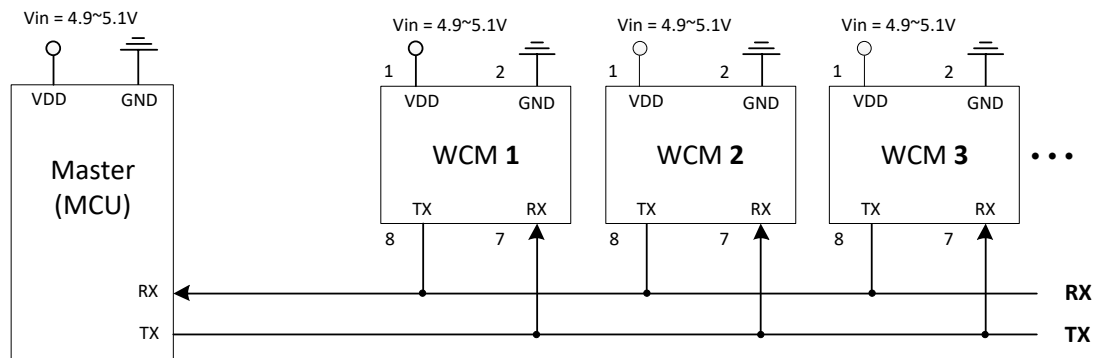 Vin = 4.9~5.1V
VDD
GND
Master
(MCU)
RX
TX
Vin = 4.9~5.1V
1
2
VDD
GND
WCM 1
TX
RX
8
7
Vin = 4.9~5.1V
1
2
VDD
GND
WCM 2
TX
RX
8
7
Vin = 4.9~5.1V
1
2
VDD
GND
WCM 3
TX
RX
8
7
RX
TX